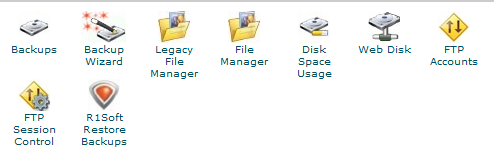 Backups
Backup
Wizard
Legacy
File
Manager
File
Manager
Disk
Space
Usage
Web Disk
FTP
Accounts
FTP
Session
Control
R1Soft
Restore
Backups